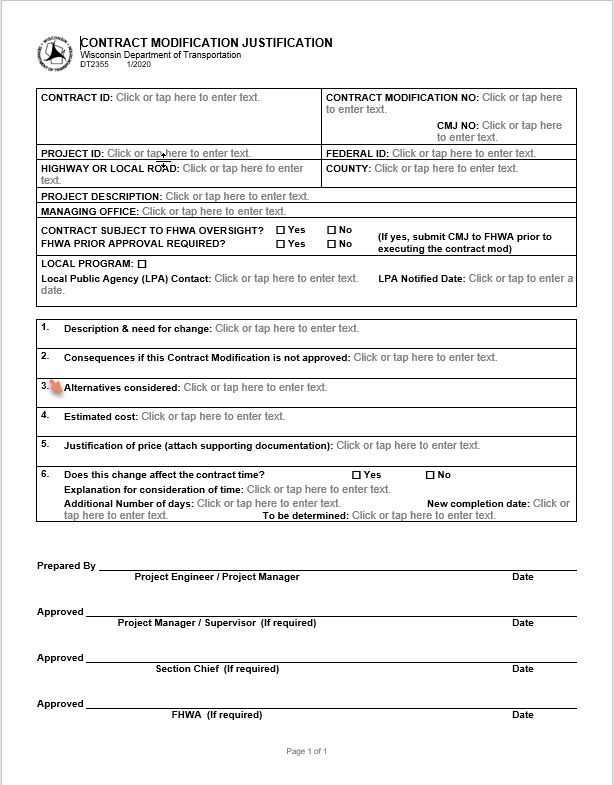 CONTRACT MODIFICATION JUSTIFICATION
Wisconsin Department of Transportation
DT2355 1/2020
CONTRACT ID: Click or tap here to enter text.
CONTRACT MODIFICATION NO: Click or tap here
to enter text.
CMJ NO: Click or tap here
to enter text.
PROJECT ID: Click or tap here to enter text.
FEDERAL ID: Click or tap here to enter text.
HIGHWAY OR LOCAL ROAD: Click or tap here to enter
text.
COUNTY: Click or tap here to enter text.
PROJECT DESCRIPTION: Click or tap here to enter text.
MANAGING OFFICE: Click or tap here to enter text.
CONTRACT SUBJECT TO FHWA OVERSIGHT? ☐ Yes ☐ No
FHWA PRIOR APPROVAL REQUIRED? ☐ Yes ☐ No
(If yes, submit CMJ to FHWA prior to
executing the contract mod)
LOCAL PROGRAM: ☐
Local Public Agency (LPA) Contact: Click or tap here to enter text. LPA Notified Date: Click or tap to enter a
date.
1. Description & need for change: Click or tap here to enter text.
2. Consequences if this Contract Modification is not approved: Click or tap here to enter text.
3. Alternatives considered: Click or tap here to enter text.
4. Estimated cost: Click or tap here to enter text.
5. Justification of price (attach supporting documentation): Click or tap here to enter text.
6. Does this change affect the contract time? ☐ Yes ☐ No
Explanation for consideration of time: Click or tap here to enter text.
Additional Number of days: Click or tap here to enter text. New completion date: Click or
tap here to enter text. To be determined: Click or tap here to enter text.
Prepared By
Project Engineer / Project Manager Date
Approved
Project Manager / Supervisor (If required) Date
Approved
Section Chief (If required) Date
Approved
FHWA (If required) Date
Page 1 of 1